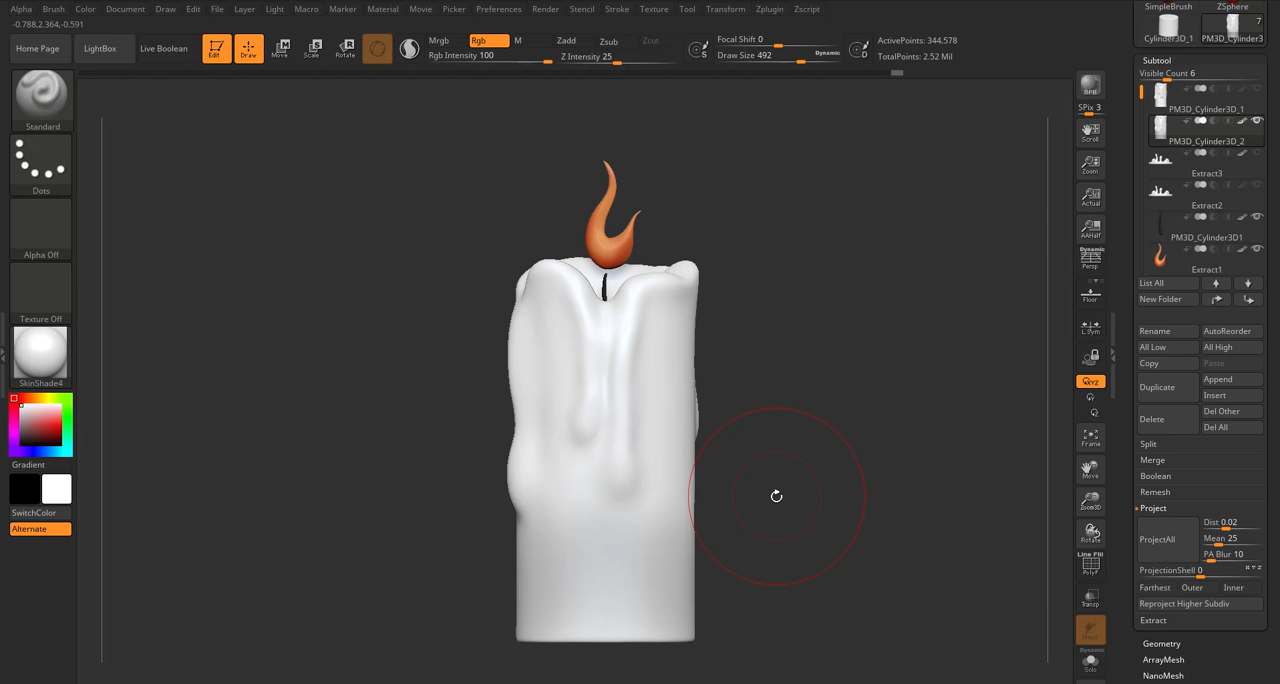 Alpha Brush Color Document Draw Edit File Layer Light Macro Marker Material Movie Picker Preferences Render Stencil Stroke Texture Tool Transform Zplugin Zscript
-0.788,2.364,-0.591
Home Page LightBox Live Boolean Edit Draw Move Scale Rotate
Mrgb Rgb M Zadd Zsub Zcut
Rgb Intensity 100 Z Intensity 25
Focal Shift 0
Draw Size 492 Dynamic
ActivePoints: 344,578
TotalPoints: 2.52 Mil
Standard
Dots
Alpha Off
Texture Off
SkinShade4
Gradient
SwitchColor
Alternate
BPR
SPix 3
Scroll
Zoom
Actual
AAHalf
Dynamic
Persp
Floor
L.Sym
XYZ
Frame
Move
Zoom3D
Rotate
Line Fill
PolyF
Transp
Dynamic
Solo
SimpleBrush ZSphere
7
Cylinder3D_1 PM3D_Cylinder3
Subtool
Visible Count 6
PM3D_Cylinder3D_1
PM3D_Cylinder3D_2
Extract3
Extract2
PM3D_Cylinder3D1
Extract1
List All
New Folder
Rename AutoReorder
All Low All High
Copy Paste
Duplicate Append
Insert
Delete Del Other
Del All
Split
Merge
Boolean
Remesh
Project
ProjectAll Dist 0.02
Mean 25
PA Blur 10
ProjectionShell 0 X Y Z
Farthest Outer Inner
Reproject Higher Subdiv
Extract
Geometry
ArrayMesh
NanoMesh